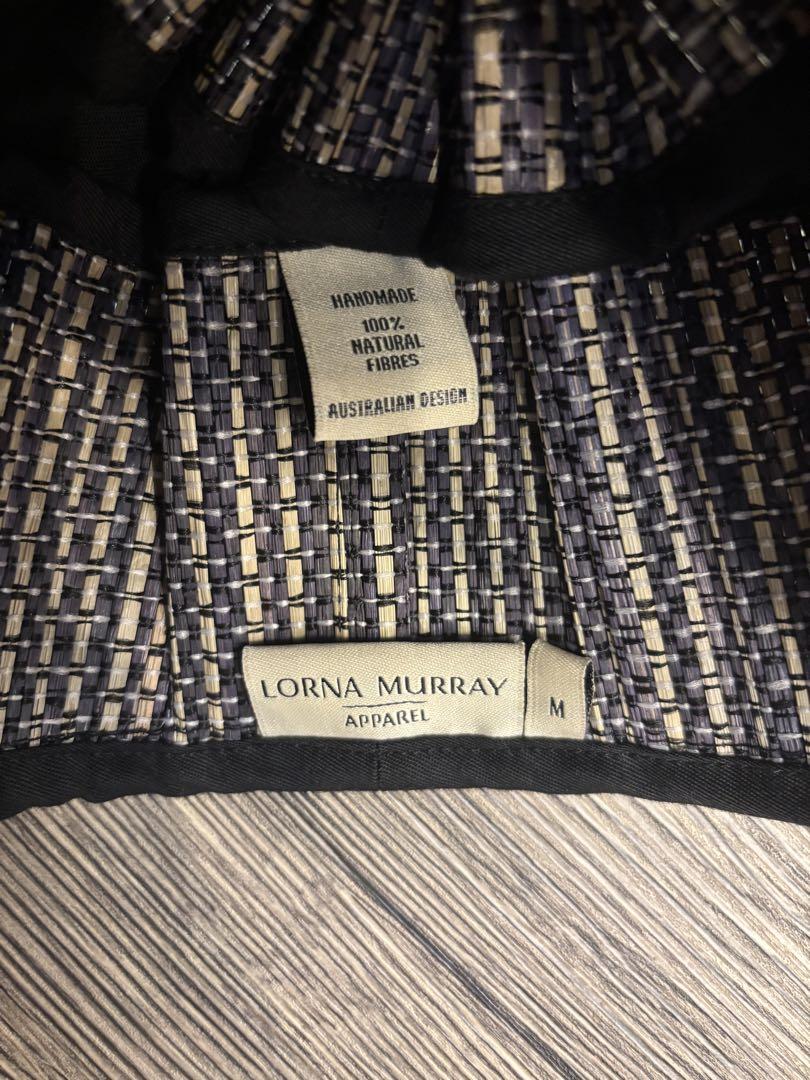 HANDMADE
100%
NATURAL
FIBRES
AUSTRALIAN DESIGN
LORNA MURRAY
APPAREL
M